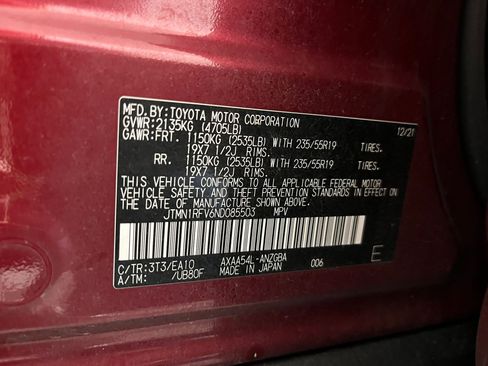 MFD.BY: TOYOTA MOTOR CORPORATION 12/21
GVWR: 2135KG (4705LB)
GAWR: FRT. 1150KG (2535LB) WITH 235/55R19 TIRES.
19X7 1/2J RIMS.
RR. 1150KG (2535LB) WITH 235/55R19 TIRES.
19X7 1/2J RIMS.
THIS VEHICLE CONFORMS TO ALL APPLICABLE FEDERAL MOTOR
VEHICLE SAFETY AND THEFT PREVENTION STANDARDS IN EFFECT ON
THE DATE OF MANUFACTURE SHOWN ABOVE.
JTMN1RFV6ND085503 MPV
C/TR: 3T3/EA10 AXAA54L-ANZGBA
A/TM: /UB80F MADE IN JAPAN 006 E